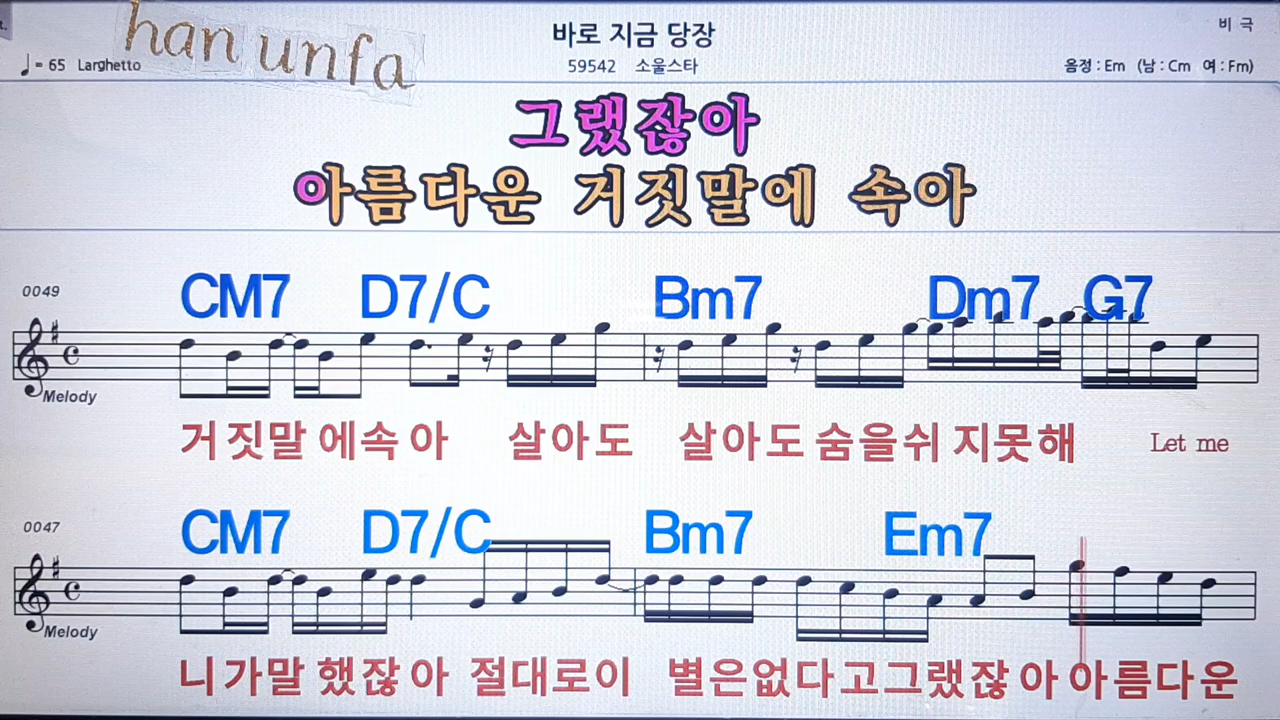 han unfa
바로 지금 당장
비 극
♩= 65 Larghetto
59542 소울스타
음정 : Em (남 : Cm 여 : Fm)
그랬잖아
아름다운 거짓말에 속아
0049
CM7 D7/C Bm7 Dm7 G7
Melody
거짓말 에속 아 살아도 살아도 숨을쉬 지못해 Let me
0047
CM7 D7/C Bm7 Em7
Melody
니가말 했잖 아 절대로이 별은없다 고그랬잖 아 아름다운